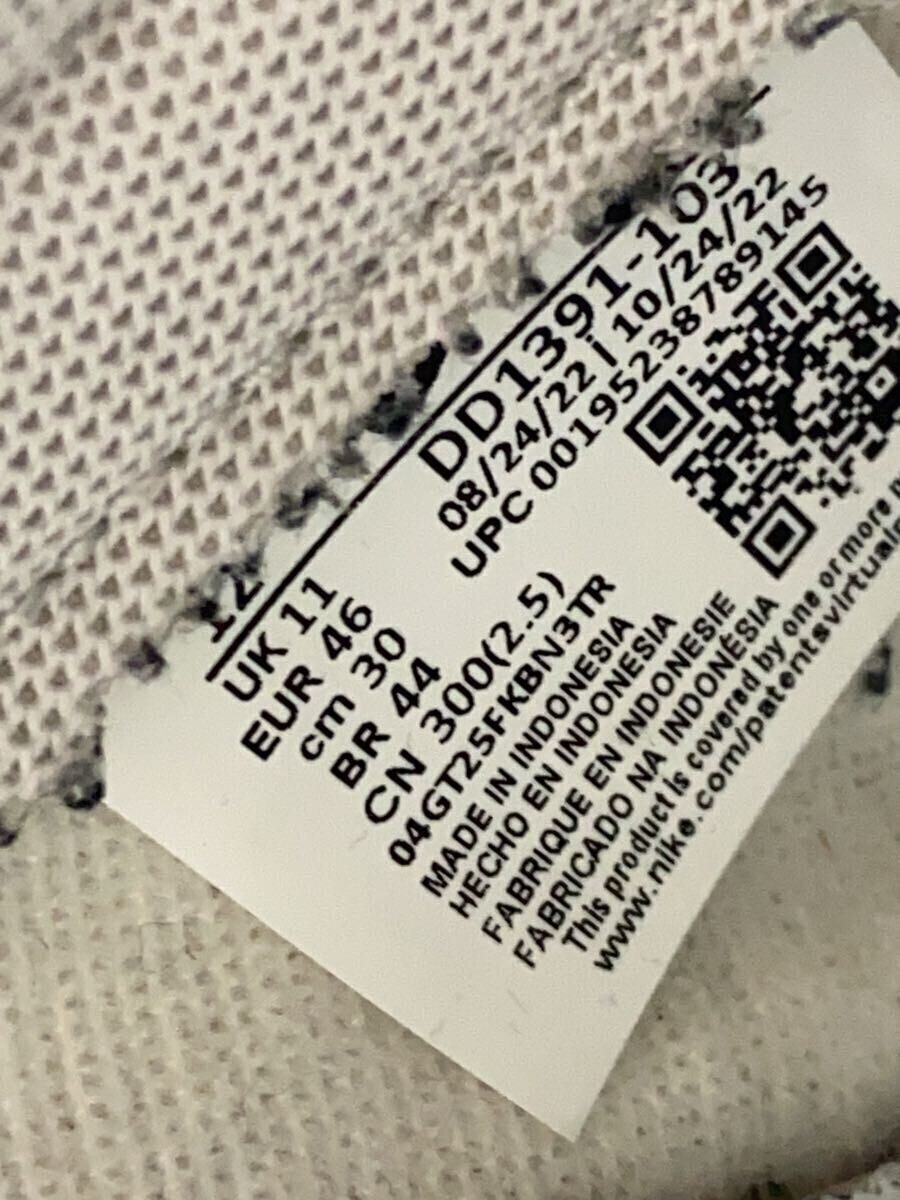 12
UK 11
EUR 46
cm 30
BR 44
CN 300(2.5)
04GT25FKBN3TR
MADE IN INDONESIA
HECHO EN INDONESIA
FABRIQUE EN INDONESIE
FABRICADO NA INDONÉSIA
This product is covered by one or more
www.nike.com/patents
DD1391-103
08/24/22 | 10/24/22
UPC 00195238789145